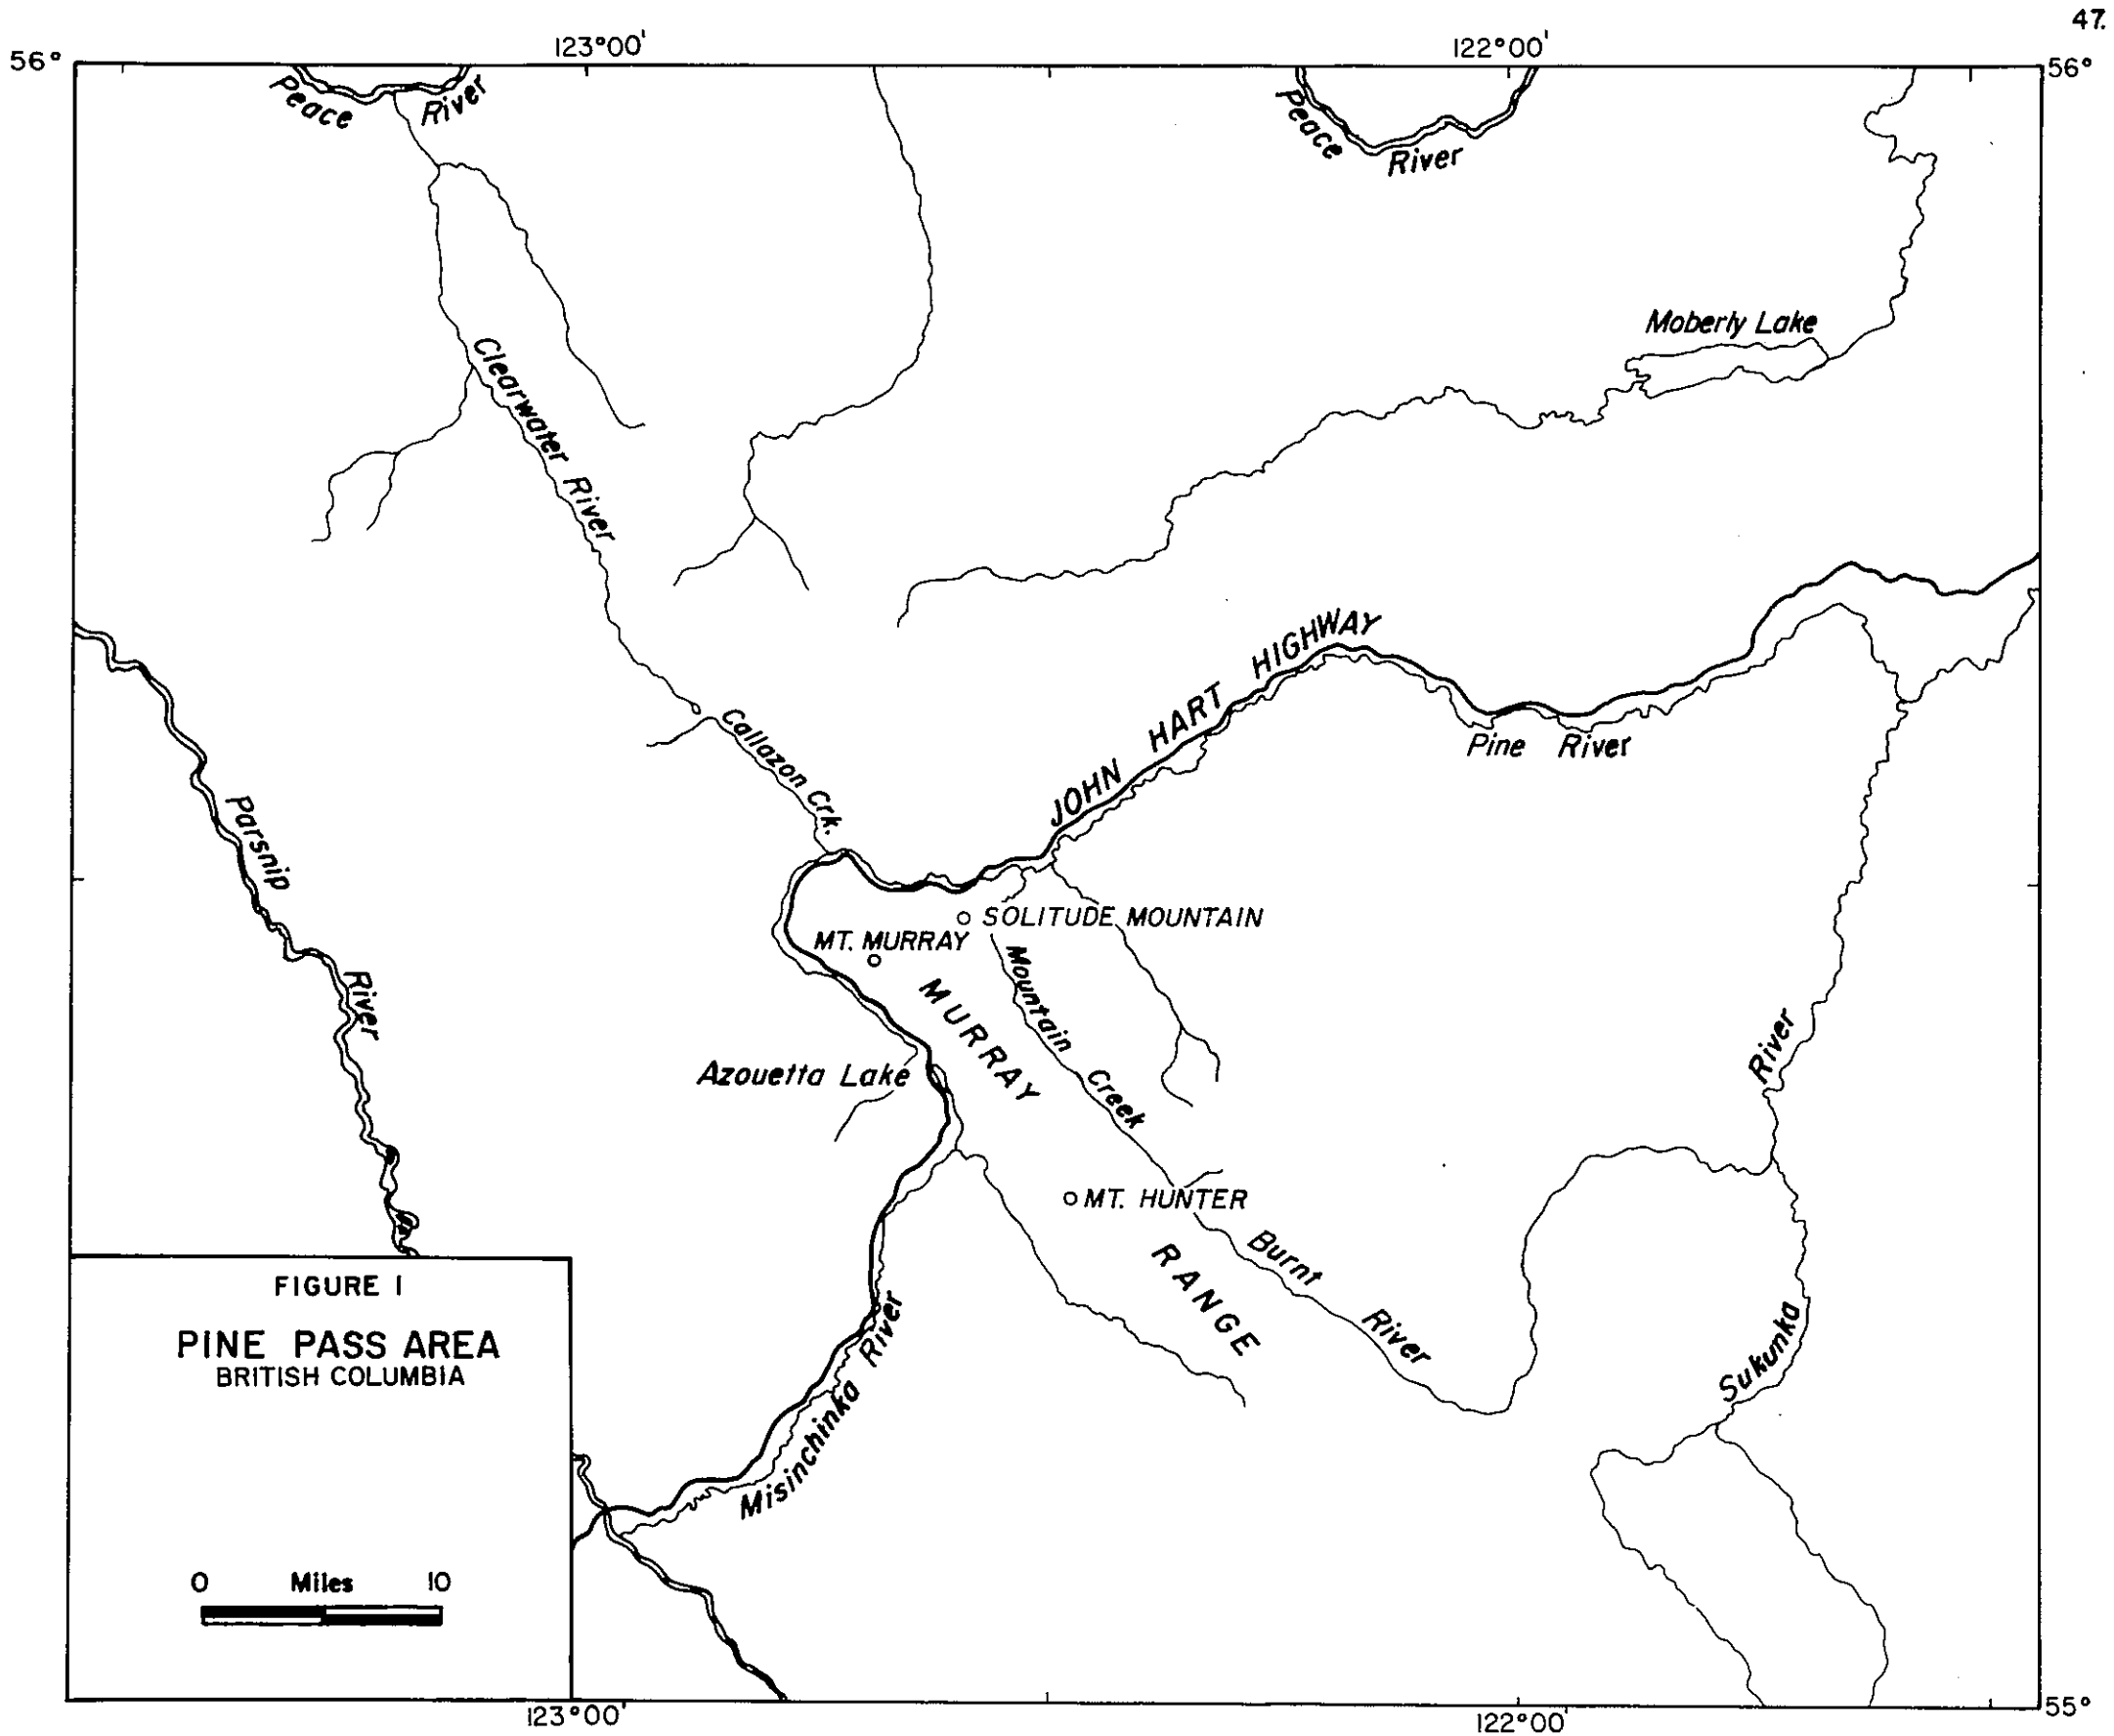 47.
123°00'
122°00'
56°
56°
Peace River
Peace River
Moberly Lake
Clearwater River
JOHN HART HIGHWAY
Pine River
Callazon Crk.
Parsnip River
SOLITUDE MOUNTAIN
MT. MURRAY
MURRAY RANGE
Mountain Creek
River
Azouetta Lake
MT. HUNTER
Burnt River
Sukunka
Misinchinka River
FIGURE 1
PINE PASS AREA
BRITISH COLUMBIA
0 Miles 10
123°00'
122°00'
55°